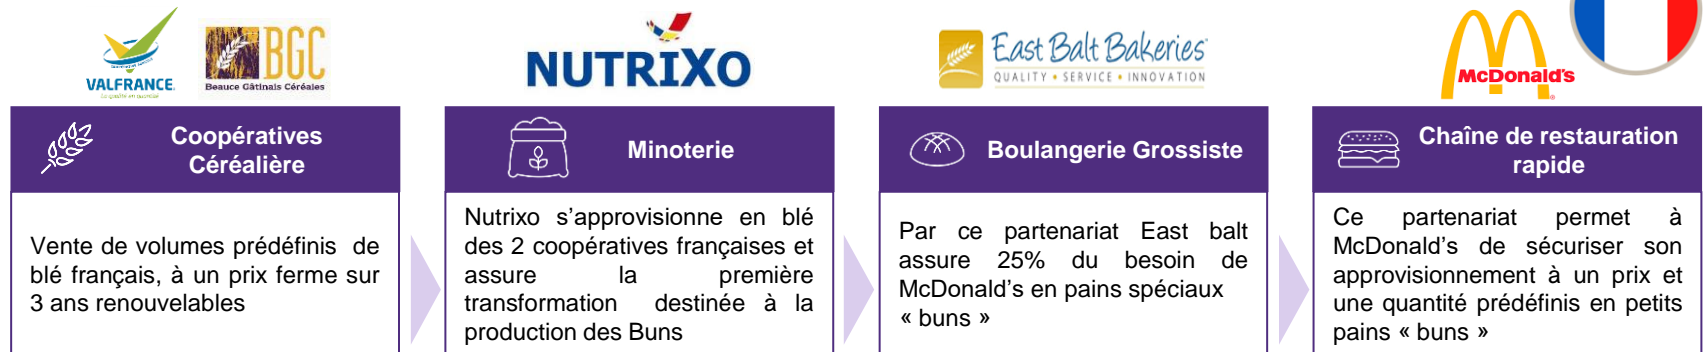 VALFRANCE
La qualité en quantité
BGC
Beauce Gâtinais Céréales
NUTRIXO
East Balt Bakeries
QUALITY • SERVICE • INNOVATION
McDonald's
Coopératives
Céréalière
Vente de volumes prédéfinis de
blé français, à un prix ferme sur
3 ans renouvelables
Minoterie
Nutrixo s'approvisionne en blé
des 2 coopératives françaises et
assure la première
transformation destinée à la
production des Buns
Boulangerie Grossiste
Par ce partenariat East balt
assure 25% du besoin de
McDonald's en pains spéciaux
« buns »
Chaîne de restauration
rapide
Ce partenariat permet à
McDonald's de sécuriser son
approvisionnement à un prix et
une quantité prédéfinis en petits
pains « buns »